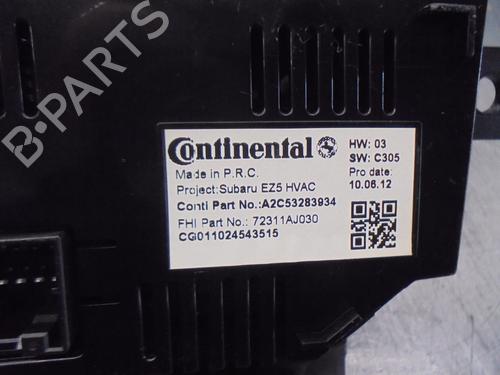 B-PARTS
Continental
Made in P.R.C.
Project:Subaru EZ5 HVAC
Conti Part No.:A2C53283934
FHI Part No.: 72311AJ030
CG011024543515
HW: 03
SW: C305
Pro date:
10.06.12